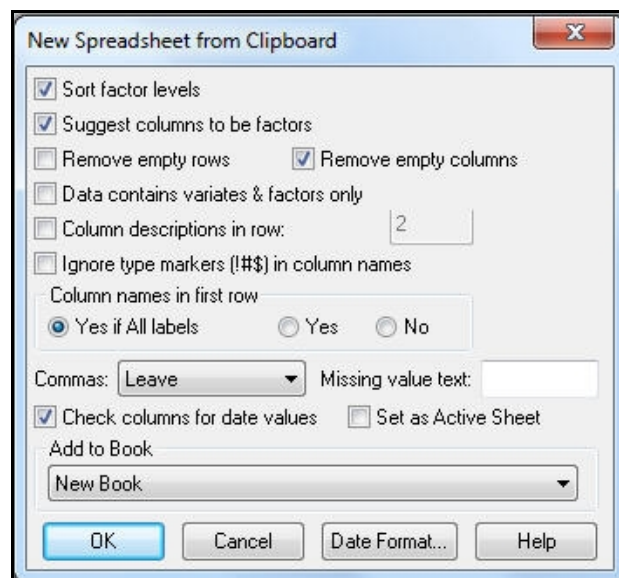 New Spreadsheet from Clipboard
Sort factor levels
Suggest columns to be factors
Remove empty rows Remove empty columns
Data contains variates & factors only
Column descriptions in row: 2
Ignore type markers (!#$) in column names
Column names in first row
Yes if All labels Yes No
Commas: Leave Missing value text:
Check columns for date values Set as Active Sheet
Add to Book
New Book
OK Cancel Date Format... Help